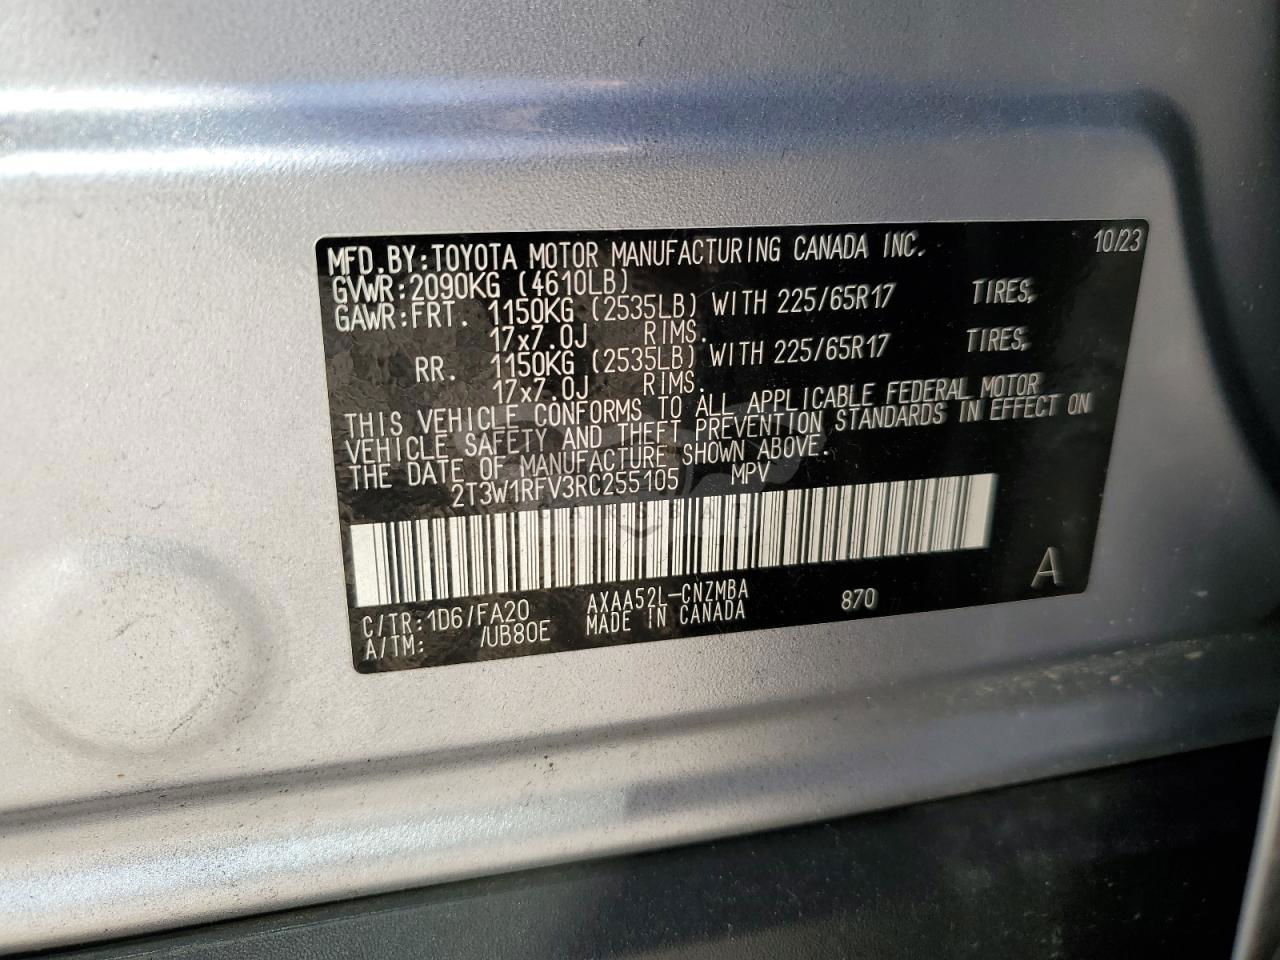 MFD.BY:TOYOTA MOTOR MANUFACTURING CANADA INC. 10/23
GVWR:2090KG (4610LB)
GAWR:FRT. 1150KG (2535LB) WITH 225/65R17 TIRES,
17x7.0J RIMS.
RR. 1150KG (2535LB) WITH 225/65R17 TIRES,
17x7.0J RIMS.
THIS VEHICLE CONFORMS TO ALL APPLICABLE FEDERAL MOTOR
VEHICLE SAFETY AND THEFT PREVENTION STANDARDS IN EFFECT ON
THE DATE OF MANUFACTURE SHOWN ABOVE.
2T3W1RFV3RC255105 MPV
C/TR:1D6/FA20 AXAA52L-CNZMBA 870 A
A/TM: /UB80E MADE IN CANADA